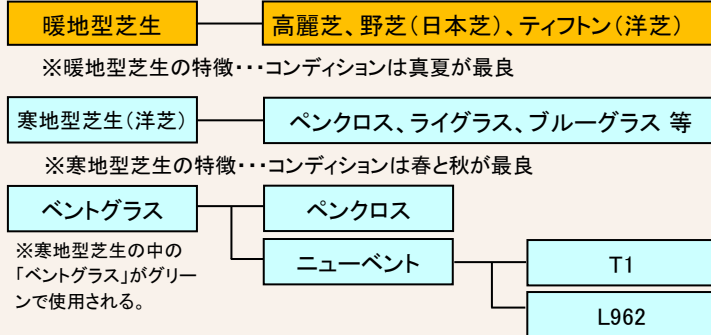 暖地型芝生
高麗芝、野芝(日本芝)、ティフトン(洋芝)
※暖地型芝生の特徴・・・コンディションは真夏が最良
寒地型芝生(洋芝)
ペンクロス、ライグラス、ブルーグラス 等
※寒地型芝生の特徴・・・コンディションは春と秋が最良
ベントグラス
ペンクロス
※寒地型芝生の中の
「ベントグラス」がグリー
ンで使用される。
ニューベント
T1
L962